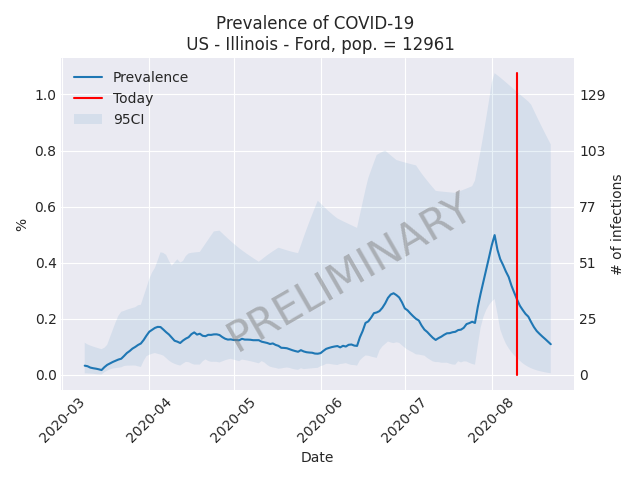 Prevalence of COVID-19
US - Illinois - Ford, pop. = 12961
Prevalence
Today
95CI
1.0
0.8
0.6
0.4
0.2
0.0
%
129
103
77
51
25
0
# of infections
PRELIMINARY
2020-03
2020-04
2020-05
2020-06
2020-07
2020-08
Date